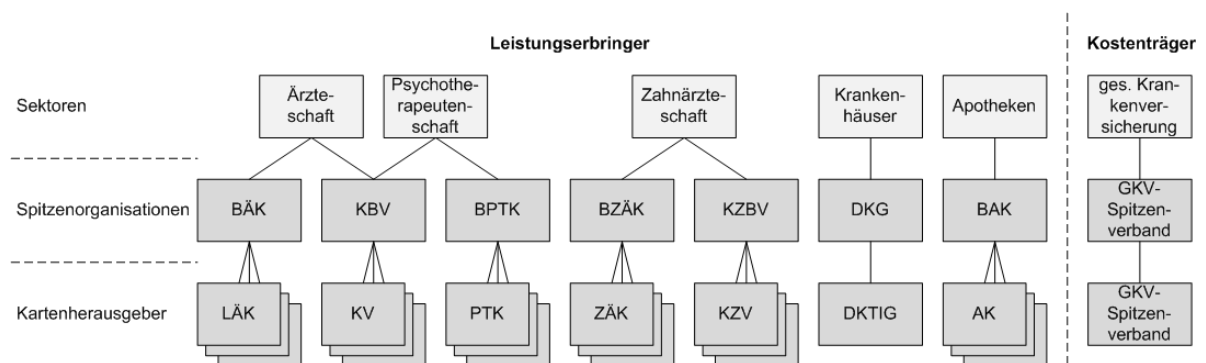 Leistungserbringer
Kostenträger
Sektoren
Ärzte-
schaft
Psychothe-
rapeuten-
schaft
Zahnärzte-
schaft
Kranken-
häuser
Apotheken
ges. Kran-
kenver-
sicherung
Spitzenorganisationen
BÄK
KBV
BPTK
BZÄK
KZBV
DKG
BAK
GKV-
Spitzen-
verband
Kartenherausgeber
LÄK
KV
PTK
ZÄK
KZV
DKTIG
AK
GKV-
Spitzen-
verband